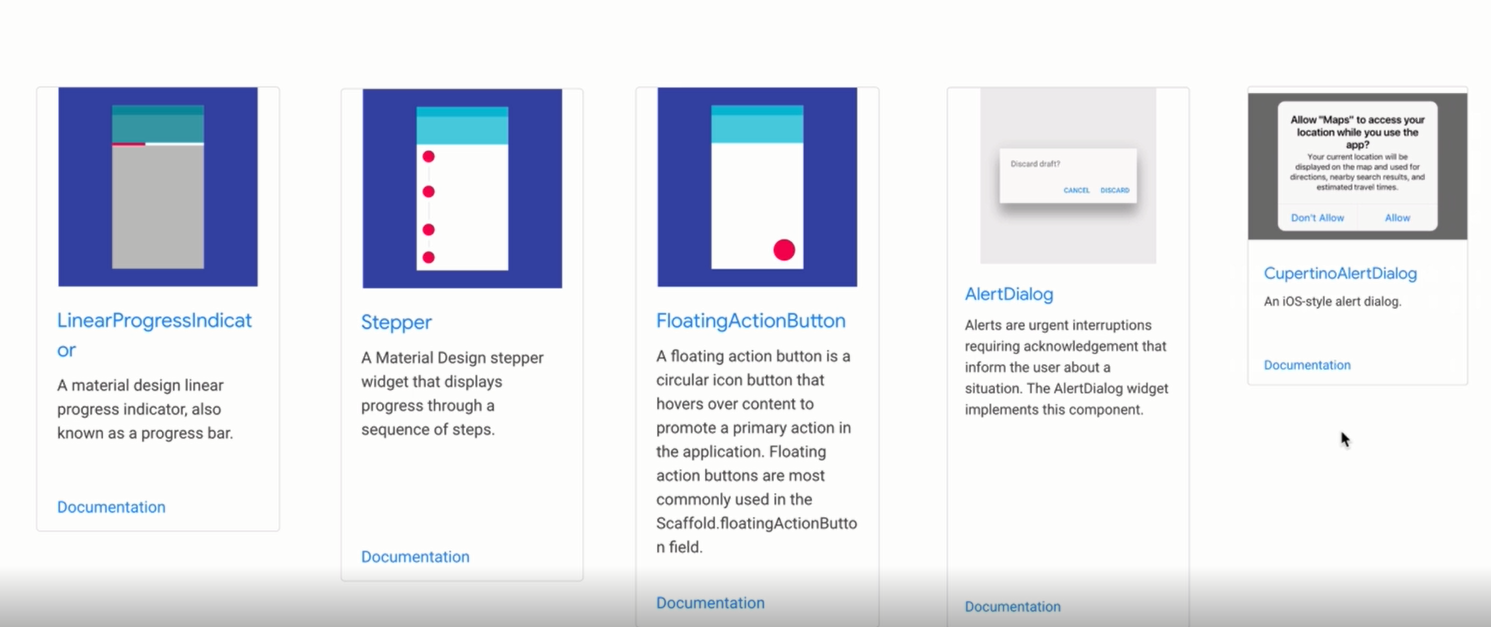 LinearProgressIndicat
or
A material design linear
progress indicator, also
known as a progress bar.
Documentation
Stepper
A Material Design stepper
widget that displays
progress through a
sequence of steps.
Documentation
FloatingActionButton
A floating action button is a
circular icon button that
hovers over content to
promote a primary action in
the application. Floating
action buttons are most
commonly used in the
Scaffold.floatingActionButto
n field.
Documentation
Discard draft?
CANCEL DISCARD
AlertDialog
Alerts are urgent interruptions
requiring acknowledgement that
inform the user about a
situation. The AlertDialog widget
implements this component.
Documentation
Allow "Maps" to access your
location while you use the
app?
Your current location will be
displayed on the map and used for
directions, nearby search results, and
estimated travel times.
Don't Allow Allow
CupertinoAlertDialog
An iOS-style alert dialog.
Documentation